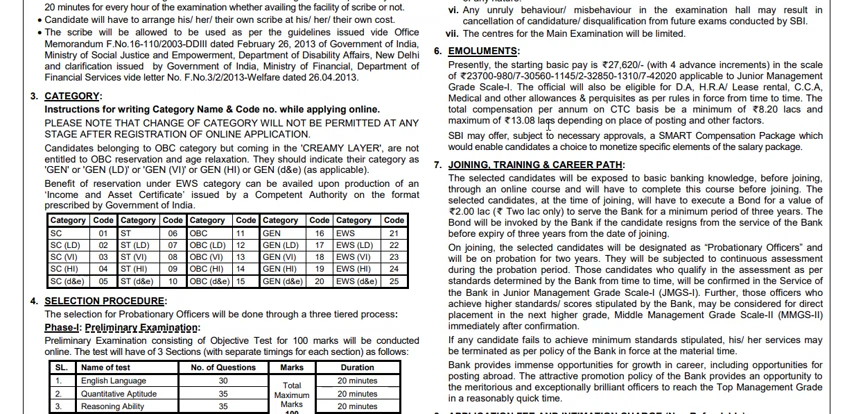 20 minutes for every hour of the examination whether availing the facility of scribe or not.
• Candidate will have to arrange his/ her/ their own scribe at his/ her/ their own cost.
• The scribe will be allowed to be used as per the guidelines issued vide Office
Memorandum F.No.16-110/2003-DDIII dated February 26, 2013 of Government of India,
Ministry of Social Justice and Empowerment, Department of Disability Affairs, New Delhi
and clarification issued by Government of India, Ministry of Financial, Department of
Financial Services vide letter No. F.No.3/2/2013-Welfare dated 26.04.2013.
3. CATEGORY:
Instructions for writing Category Name & Code no. while applying online.
PLEASE NOTE THAT CHANGE OF CATEGORY WILL NOT BE PERMITTED AT ANY
STAGE AFTER REGISTRATION OF ONLINE APPLICATION.
Candidates belonging to OBC category but coming in the 'CREAMY LAYER', are not
entitled to OBC reservation and age relaxation. They should indicate their category as
'GEN' or 'GEN (LD)' or 'GEN (VI)' or GEN (HI) or GEN (d&e) (as applicable).
Benefit of reservation under EWS category can be availed upon production of an
'Income and Asset Certificate' issued by a Competent Authority on the format
prescribed by Government of India.
Category Code Category Code Category Code Category Code Category Code
SC 01 ST 06 OBC 11 GEN 16 EWS 21
SC (LD) 02 ST (LD) 07 OBC (LD) 12 GEN (LD) 17 EWS (LD) 22
SC (VI) 03 ST (VI) 08 OBC (VI) 13 GEN (VI) 18 EWS (VI) 23
SC (HI) 04 ST (HI) 09 OBC (HI) 14 GEN (HI) 19 EWS (HI) 24
SC (d&e) 05 ST (d&e) 10 OBC (d&e) 15 GEN (d&e) 20 EWS (d&e) 25
4. SELECTION PROCEDURE:
The selection for Probationary Officers will be done through a three tiered process:
Phase-I: Preliminary Examination:
Preliminary Examination consisting of Objective Test for 100 marks will be conducted
online. The test will have of 3 Sections (with separate timings for each section) as follows:
SL. Name of test No. of Questions Marks Duration
1. English Language 30 Total Maximum Marks 100 20 minutes
2. Quantitative Aptitude 35 20 minutes
3. Reasoning Ability 35 20 minutes
vi. Any unruly behaviour/ misbehaviour in the examination hall may result in
cancellation of candidature/ disqualification from future exams conducted by SBI.
vii. The centres for the Main Examination will be limited.
6. EMOLUMENTS:
Presently, the starting basic pay is ₹27,620/- (with 4 advance increments) in the scale
of ₹23700-980/7-30560-1145/2-32850-1310/7-42020 applicable to Junior Management
Grade Scale-I. The official will also be eligible for D.A, H.R.A/ Lease rental, C.C.A,
Medical and other allowances & perquisites as per rules in force from time to time. The
total compensation per annum on CTC basis be a minimum of ₹8.20 lacs and
maximum of ₹13.08 lacs depending on place of posting and other factors.
SBI may offer, subject to necessary approvals, a SMART Compensation Package which
would enable candidates a choice to monetize specific elements of the salary package.
7. JOINING, TRAINING & CAREER PATH:
The selected candidates will be exposed to basic banking knowledge, before joining,
through an online course and will have to complete this course before joining. The
selected candidates, at the time of joining, will have to execute a Bond for a value of
₹2.00 lac (₹ Two lac only) to serve the Bank for a minimum period of three years. The
Bond will be invoked by the Bank if the candidate resigns from the service of the Bank
before expiry of three years from the date of joining.
On joining, the selected candidates will be designated as "Probationary Officers" and
will be on probation for two years. They will be subjected to continuous assessment
during the probation period. Those candidates who qualify in the assessment as per
standards determined by the Bank from time to time, will be confirmed in the Service of
the Bank in Junior Management Grade Scale-I (JMGS-I). Further, those officers who
achieve higher standards/ scores stipulated by the Bank, may be considered for direct
placement in the next higher grade, Middle Management Grade Scale-II (MMGS-II)
immediately after confirmation.
If any candidate fails to achieve minimum standards stipulated, his/ her services may
be terminated as per policy of the Bank in force at the material time.
Bank provides immense opportunities for growth in career, including opportunities for
posting abroad. The attractive promotion policy of the Bank provides an opportunity to
the meritorious and exceptionally brilliant officers to reach the Top Management Grade
in a reasonably quick time.